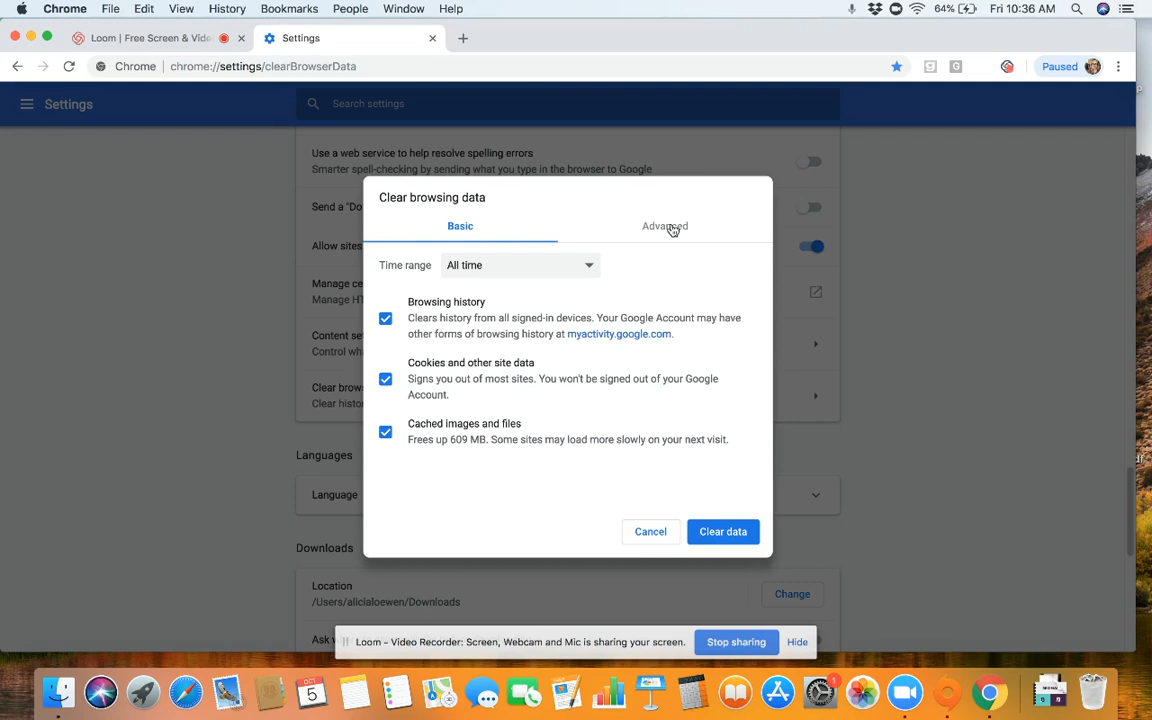 Chrome File Edit View History Bookmarks People Window Help 64% Fri 10:36 AM
Loom | Free Screen & Vide Settings
Chrome chrome://settings/clearBrowserData G Paused
Settings Search settings
Use a web service to help resolve spelling errors
Smarter spell-checking by sending what you type in the browser to Google
Clear browsing data
Send a "Do
Basic Advanced
Allow sites
Time range All time
Manage ce
Manage HT
Browsing history
Clears history from all signed-in devices. Your Google Account may have
other forms of browsing history at myactivity.google.com.
Content se
Control wh
Cookies and other site data
Signs you out of most sites. You won't be signed out of your Google
Account.
Clear brow
Clear histor
Cached images and files
Frees up 609 MB. Some sites may load more slowly on your next visit.
Languages
Language
Cancel Clear data
Downloads
Location
/Users/alicialoewen/Downloads
Change
Ask w
Loom - Video Recorder: Screen, Webcam and Mic is sharing your screen. Stop sharing Hide
OCT
5
1